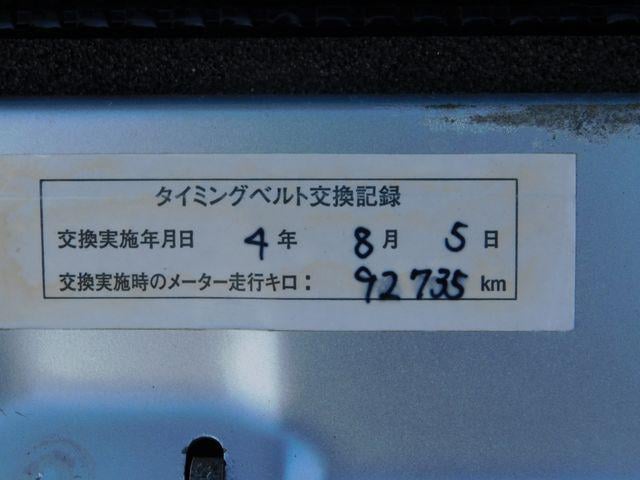 タイミングベルト交換記録
交換実施年月日 4年 8月 5日
交換実施時のメーター走行キロ: 92735 km